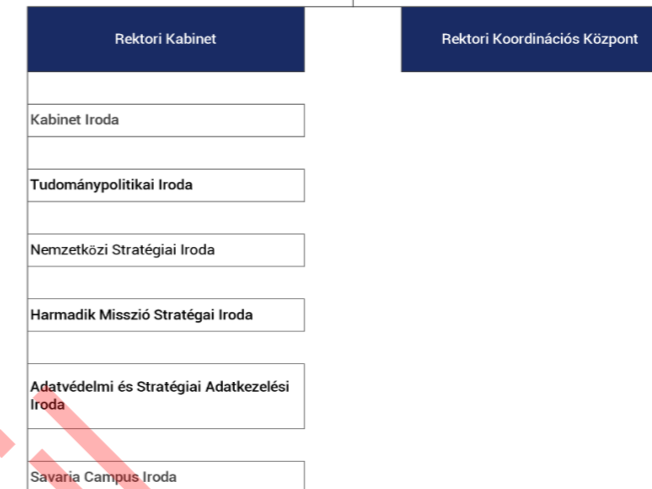 Rektori Kabinet
Rektori Koordinációs Központ
Kabinet Iroda
Tudománypolitikai Iroda
Nemzetközi Stratégiai Iroda
Harmadik Misszió Stratégai Iroda
Adatvédelmi és Stratégiai Adatkezelési
Iroda
Savaria Campus Iroda